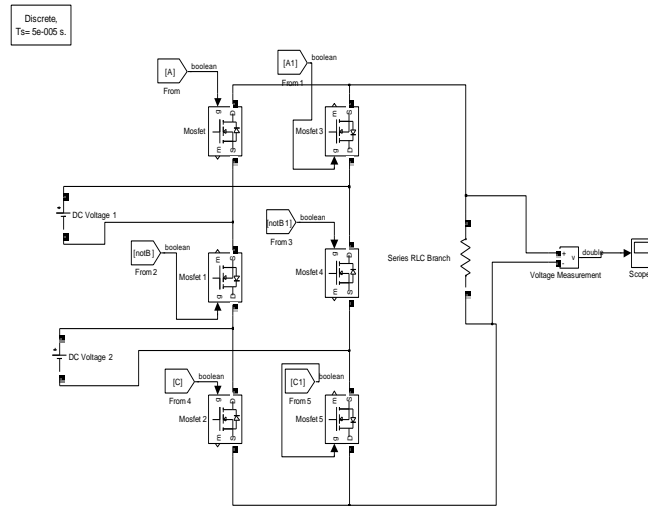 Discrete,
Ts= 5e-005 s.
[A]
boolean
From
[A1]
boolean
From 1
g
D
Mosfet
m
S
m
S
Mosfet 3
g
D
DC Voltage 1
[notB]
boolean
From 2
[notB1]
boolean
From 3
m
S
Mosfet 1
g
D
g
D
Mosfet 4
m
S
Series RLC Branch
+
-
v
Voltage Measurement
double
Scope
DC Voltage 2
[C]
boolean
From 4
[C1]
boolean
From 5
g
D
Mosfet 2
m
S
m
S
Mosfet 5
g
D